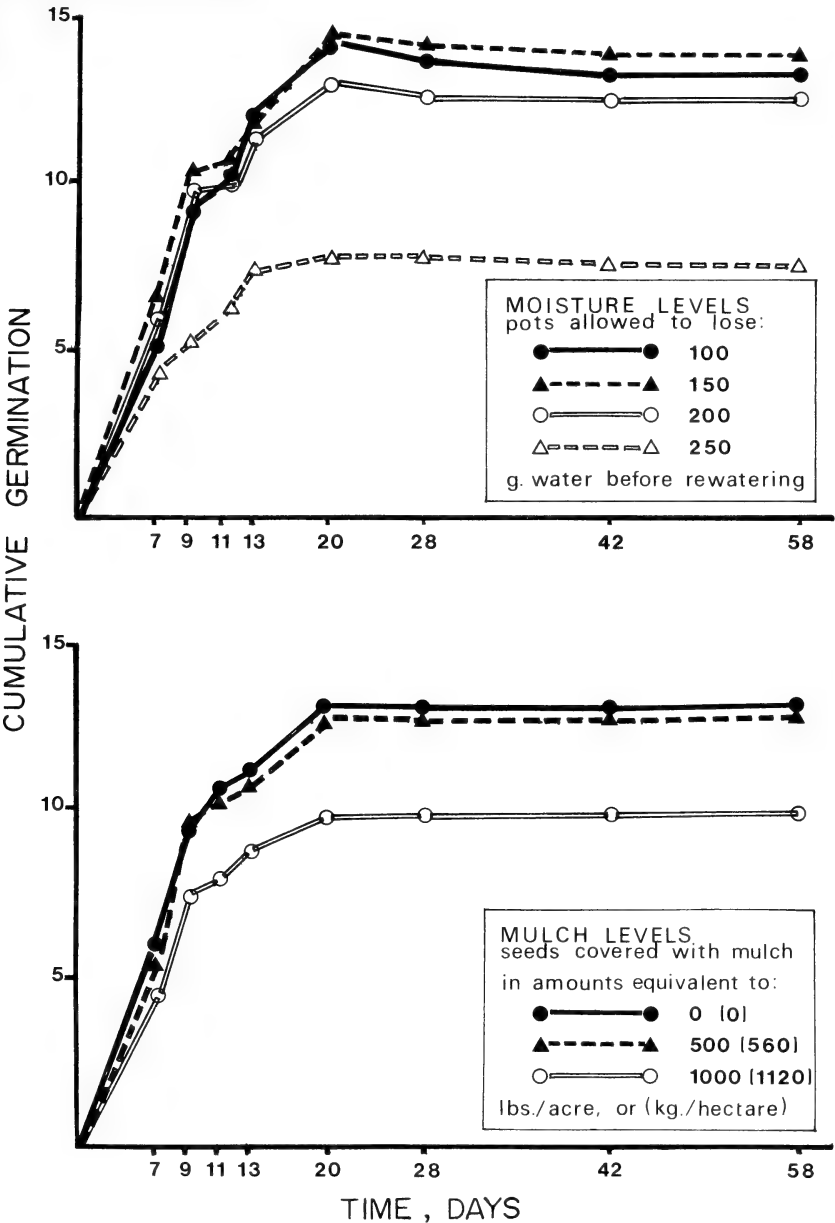 CUMULATIVE GERMINATION
15
10
5
7 9 11 13 20 28 42 58
MOISTURE LEVELS
pots allowed to lose:
100
150
200
250
g. water before rewatering
15
10
5
7 9 11 13 20 28 42 58
MULCH LEVELS
seeds covered with mulch
in amounts equivalent to:
0 (0)
500 (560)
1000 (1120)
lbs./acre, or (kg./hectare)
TIME, DAYS